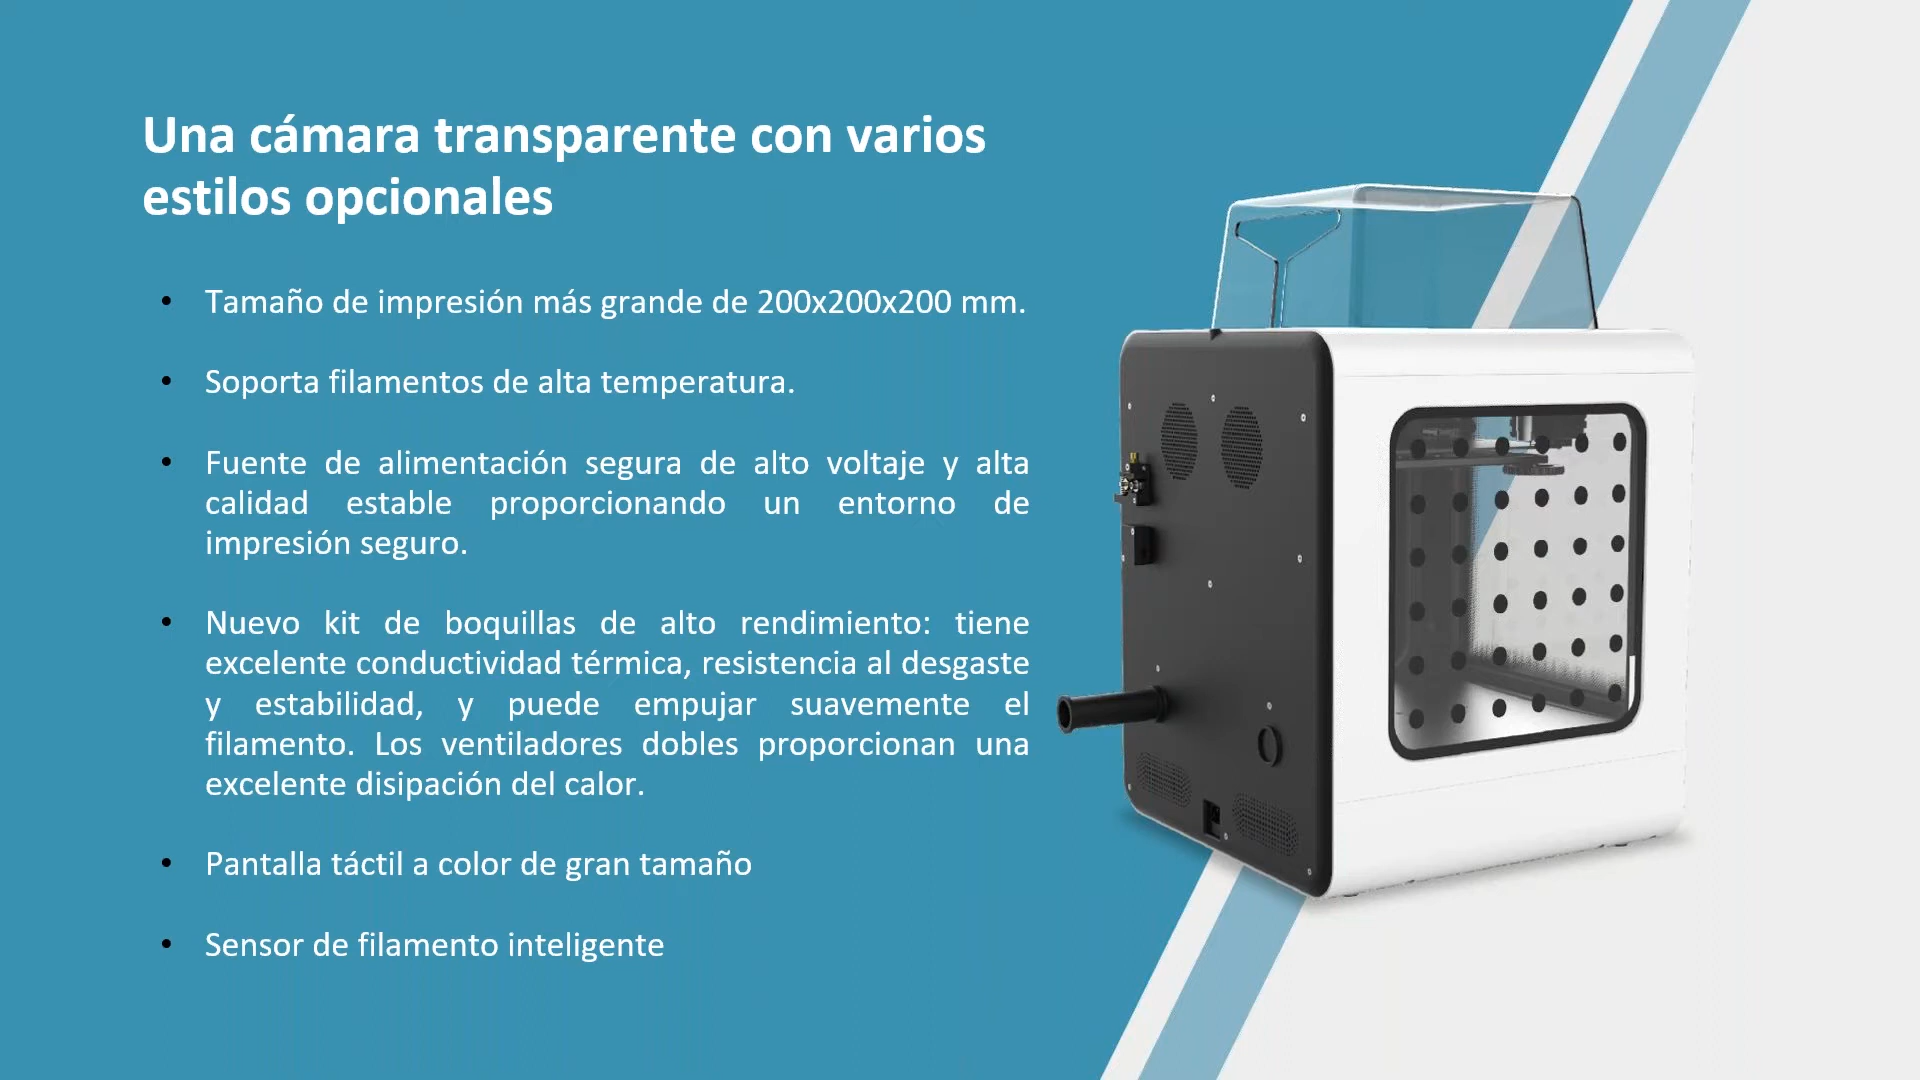 Una cámara transparente con varios
estilos opcionales
• Tamaño de impresión más grande de 200x200x200 mm.
• Soporta filamentos de alta temperatura.
• Fuente de alimentación segura de alto voltaje y alta
calidad estable proporcionando un entorno de
impresión seguro.
• Nuevo kit de boquillas de alto rendimiento: tiene
excelente conductividad térmica, resistencia al desgaste
y estabilidad, y puede empujar suavemente el
filamento. Los ventiladores dobles proporcionan una
excelente disipación del calor.
• Pantalla táctil a color de gran tamaño
• Sensor de filamento inteligente